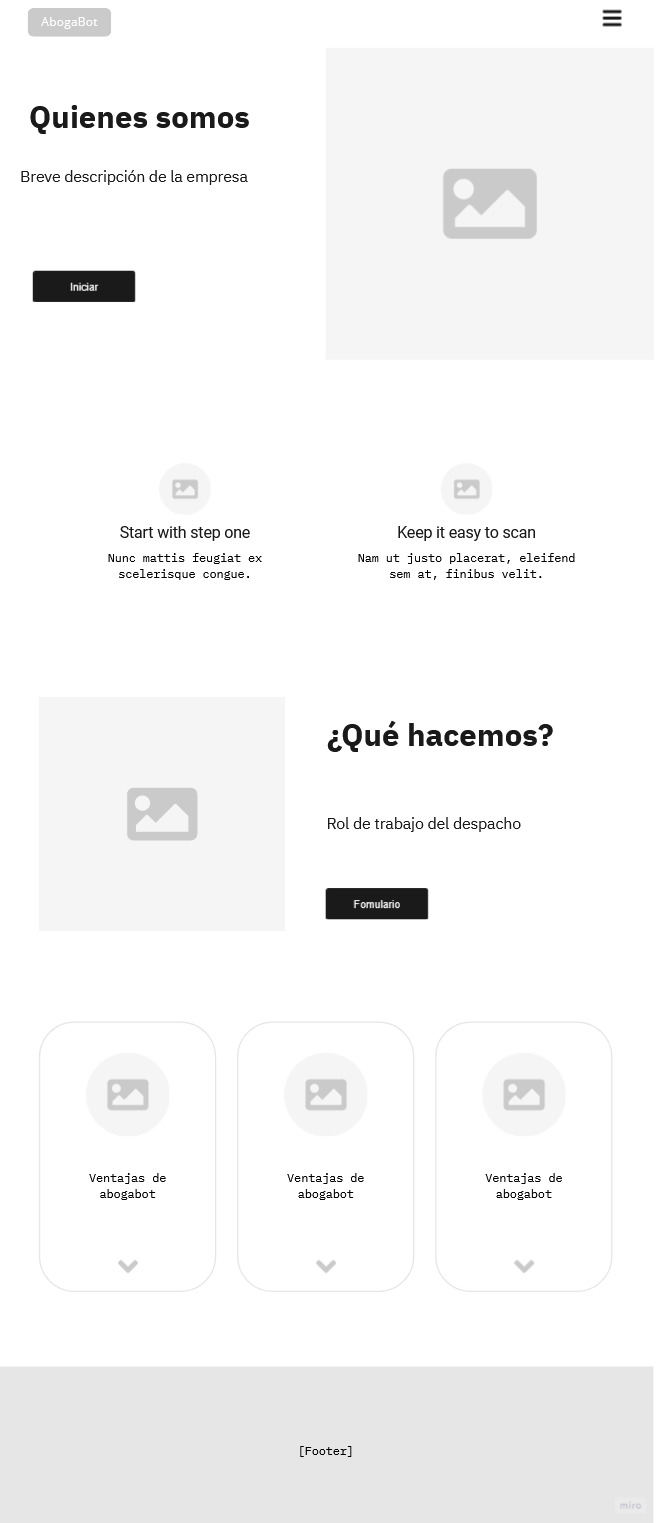 AbogaBot
Quienes somos
Breve descripción de la empresa
Iniciar
Start with step one
Nunc mattis feugiat ex
scelerisque congue.
Keep it easy to scan
Nam ut justo placerat, eleifend
sem at, finibus velit.
¿Qué hacemos?
Rol de trabajo del despacho
Fomulario
Ventajas de
abogabot
Ventajas de
abogabot
Ventajas de
abogabot
[Footer]
miro